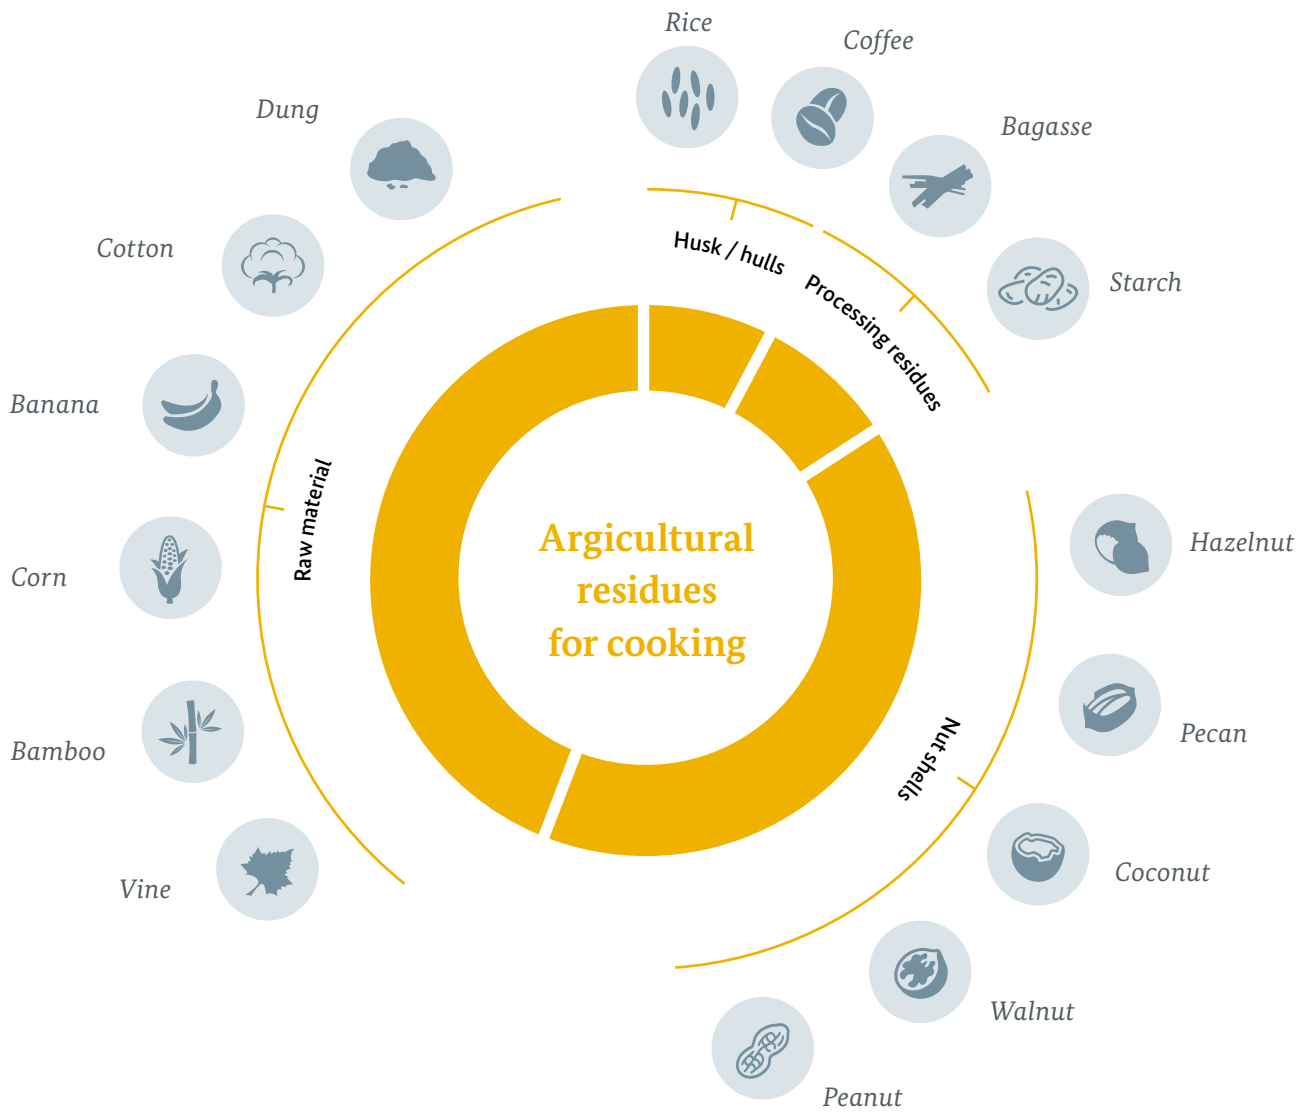 Rice
Coffee
Dung
Bagasse
Cotton
Husk / hulls
Starch
Processing residues
Banana
Raw material
Argicultural
residues
for cooking
Hazelnut
Corn
Pecan
Nut shells
Bamboo
Coconut
Vine
Walnut
Peanut